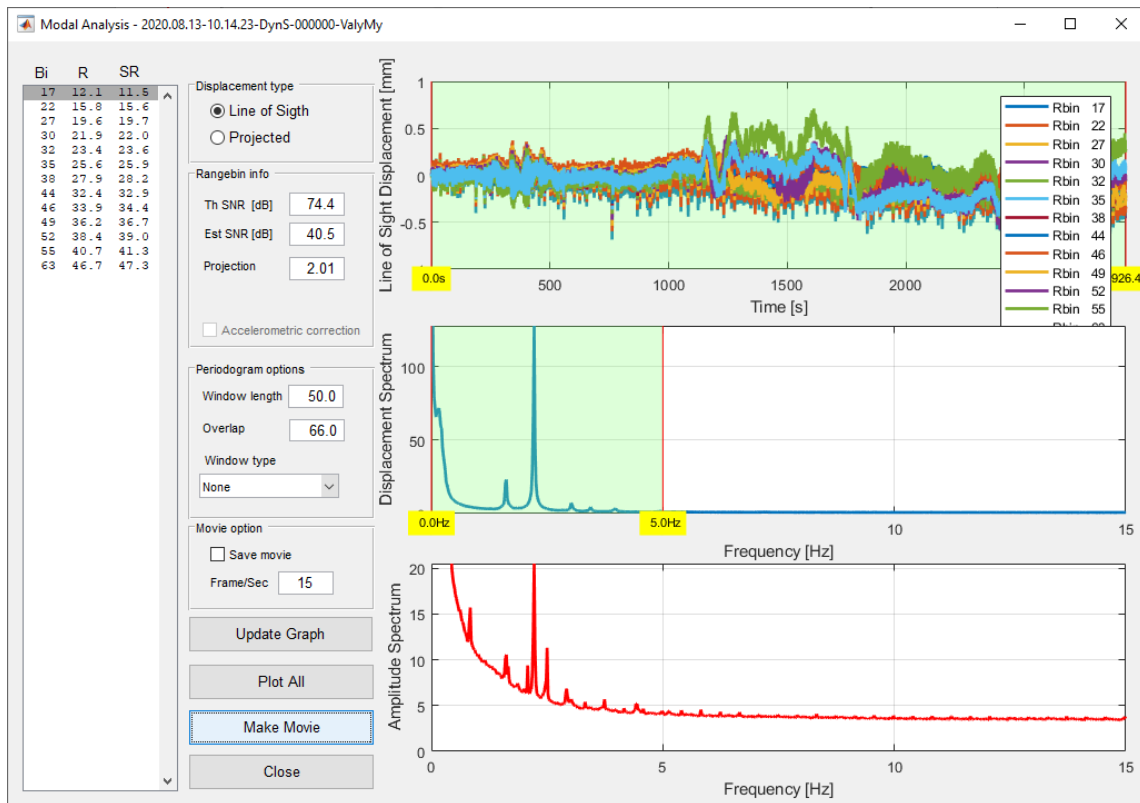 Modal Analysis - 2020.08.13-10.14.23-DynS-000000-ValyMy
Bi R SR
17 12.1 11.5
22 15.8 15.6
27 19.6 19.7
30 21.9 22.0
32 23.4 23.6
35 25.6 25.9
38 27.9 28.2
44 32.4 32.9
46 33.9 34.4
49 36.2 36.7
52 38.4 39.0
55 40.7 41.3
63 46.7 47.3
Displacement type
Line of Sigth
Projected
Rangebin info
Th SNR [dB] 74.4
Est SNR [dB] 40.5
Projection 2.01
Accelerometric correction
Periodogram options
Window length 50.0
Overlap 66.0
Window type
None
Movie option
Save movie
Frame/Sec 15
Update Graph
Plot All
Make Movie
Close
Line of Sight Displacement [mm]
1
0.5
0
-0.5
0.0s
926.4
500 1000 1500 2000
Time [s]
Rbin 17
Rbin 22
Rbin 27
Rbin 30
Rbin 32
Rbin 35
Rbin 38
Rbin 44
Rbin 46
Rbin 49
Rbin 52
Rbin 55
Displacement Spectrum
100
50
0.0Hz
5.0Hz
10 15
Frequency [Hz]
Amplitude Spectrum
20
15
10
5
0
0 5 10 15
Frequency [Hz]